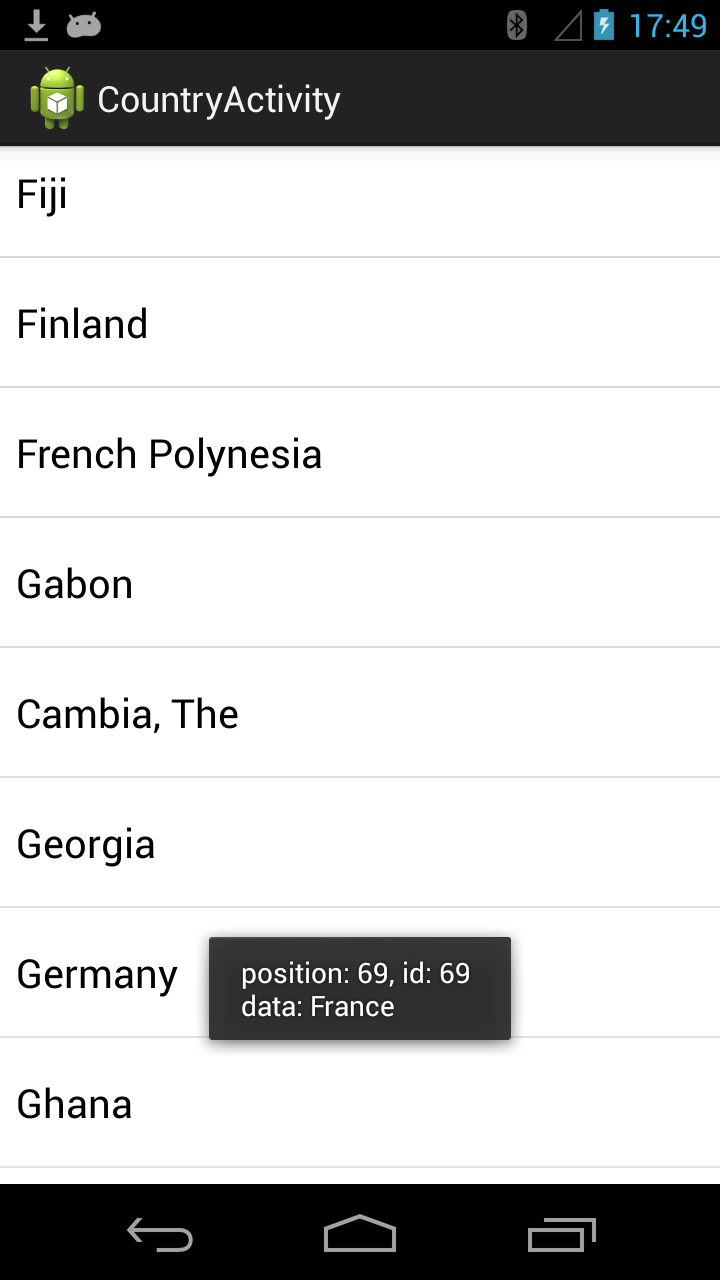 17:49
CountryActivity
Fiji
Finland
French Polynesia
Gabon
Cambia, The
Georgia
Germany
position: 69, id: 69
data: France
Ghana